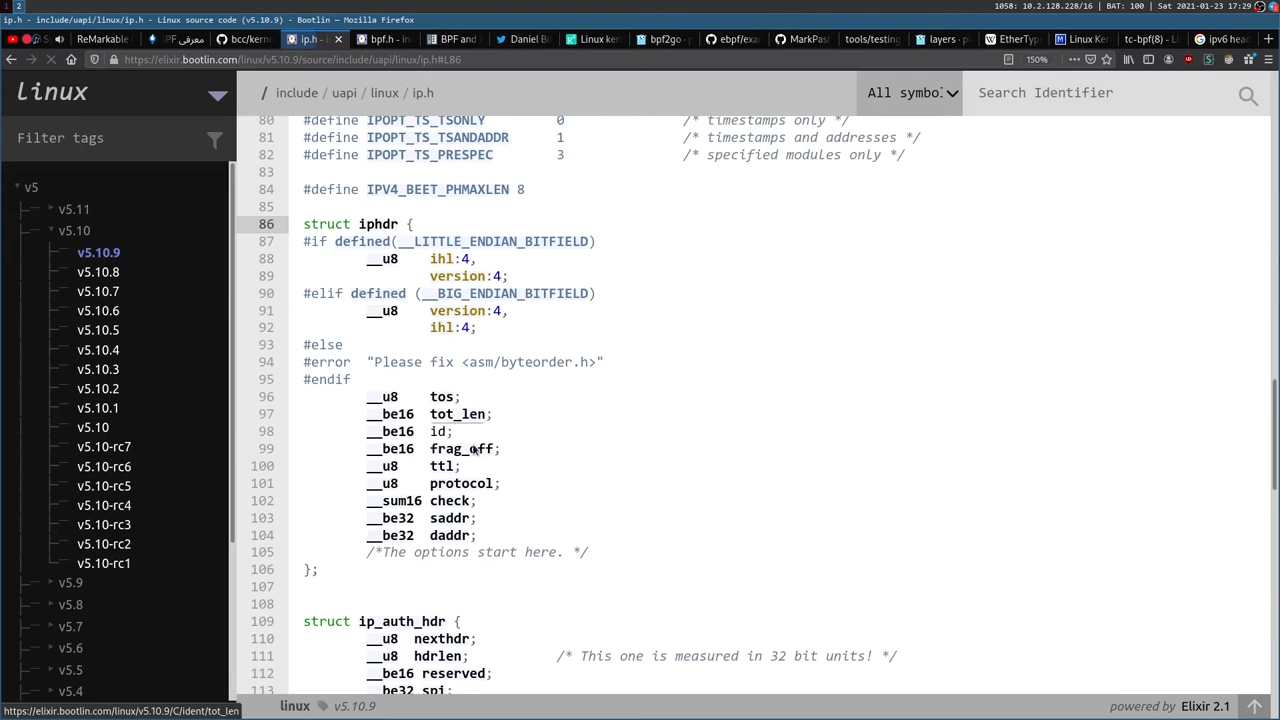 1 2 1058: 10.2.128.228/16 | BAT: 100 | Sat 2021-01-23 17:29
ip.h - include/uapi/linux/ip.h - Linux source code (v5.10.9) - Bootlin — Mozilla Firefox
ReMarkable معرفی PF bcc/kerne ip.h - in bpf.h - in BPF and Daniel B Linux ker bpf2go ebpf/exa MarkPast tools/testing layers - p EtherType Linux Ke tc-bpf(8) - L ipv6 head
https://elixir.bootlin.com/linux/v5.10.9/source/include/uapi/linux/ip.h#L86 150%
linux / include / uapi / linux / ip.h All symbo Search Identifier
Filter tags
v5
v5.11
v5.10
v5.10.9
v5.10.8
v5.10.7
v5.10.6
v5.10.5
v5.10.4
v5.10.3
v5.10.2
v5.10.1
v5.10
v5.10-rc7
v5.10-rc6
v5.10-rc5
v5.10-rc4
v5.10-rc3
v5.10-rc2
v5.10-rc1
v5.9
v5.8
v5.7
v5.6
v5.5
v5.4
80 #define IPOPT_TS_TSONLY 0 /* timestamps only */
81 #define IPOPT_TS_TSANDADDR 1 /* timestamps and addresses */
82 #define IPOPT_TS_PRESPEC 3 /* specified modules only */
83
84 #define IPV4_BEET_PHMAXLEN 8
85
86 struct iphdr {
87 #if defined(__LITTLE_ENDIAN_BITFIELD)
88 __u8 ihl:4,
89 version:4;
90 #elif defined (__BIG_ENDIAN_BITFIELD)
91 __u8 version:4,
92 ihl:4;
93 #else
94 #error "Please fix <asm/byteorder.h>"
95 #endif
96 __u8 tos;
97 __be16 tot_len;
98 __be16 id;
99 __be16 frag_off;
100 __u8 ttl;
101 __u8 protocol;
102 __sum16 check;
103 __be32 saddr;
104 __be32 daddr;
105 /*The options start here. */
106 };
107
108
109 struct ip_auth_hdr {
110 __u8 nexthdr;
111 __u8 hdrlen; /* This one is measured in 32 bit units! */
112 __be16 reserved;
113 __be32 spi;
https://elixir.bootlin.com/linux/v5.10.9/C/ident/tot_len
linux v5.10.9 powered by Elixir 2.1